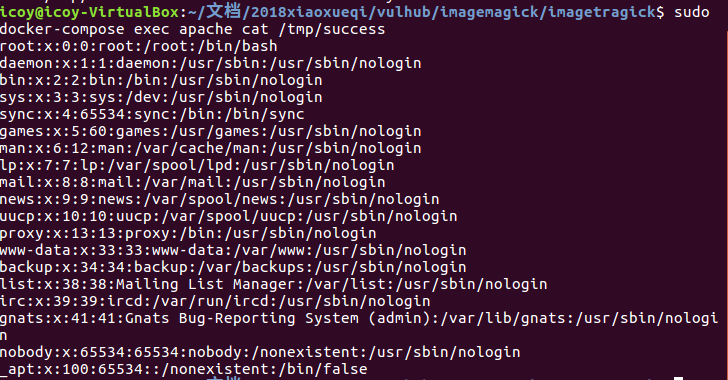 icoy@icoy-VirtualBox:~/文档/2018xiaoxueqi/vulhub/imagemagick/imagetragick$ sudo
docker-compose exec apache cat /tmp/success
root:x:0:0:root:/root:/bin/bash
daemon:x:1:1:daemon:/usr/sbin:/usr/sbin/nologin
bin:x:2:2:bin:/bin:/usr/sbin/nologin
sys:x:3:3:sys:/dev:/usr/sbin/nologin
sync:x:4:65534:sync:/bin:/bin/sync
games:x:5:60:games:/usr/games:/usr/sbin/nologin
man:x:6:12:man:/var/cache/man:/usr/sbin/nologin
lp:x:7:7:lp:/var/spool/lpd:/usr/sbin/nologin
mail:x:8:8:mail:/var/mail:/usr/sbin/nologin
news:x:9:9:news:/var/spool/news:/usr/sbin/nologin
uucp:x:10:10:uucp:/var/spool/uucp:/usr/sbin/nologin
proxy:x:13:13:proxy:/bin:/usr/sbin/nologin
www-data:x:33:33:www-data:/var/www:/usr/sbin/nologin
backup:x:34:34:backup:/var/backups:/usr/sbin/nologin
list:x:38:38:Mailing List Manager:/var/list:/usr/sbin/nologin
irc:x:39:39:ircd:/var/run/ircd:/usr/sbin/nologin
gnats:x:41:41:Gnats Bug-Reporting System (admin):/var/lib/gnats:/usr/sbin/nologi
n
nobody:x:65534:65534:nobody:/nonexistent:/usr/sbin/nologin
_apt:x:100:65534::/nonexistent:/bin/false